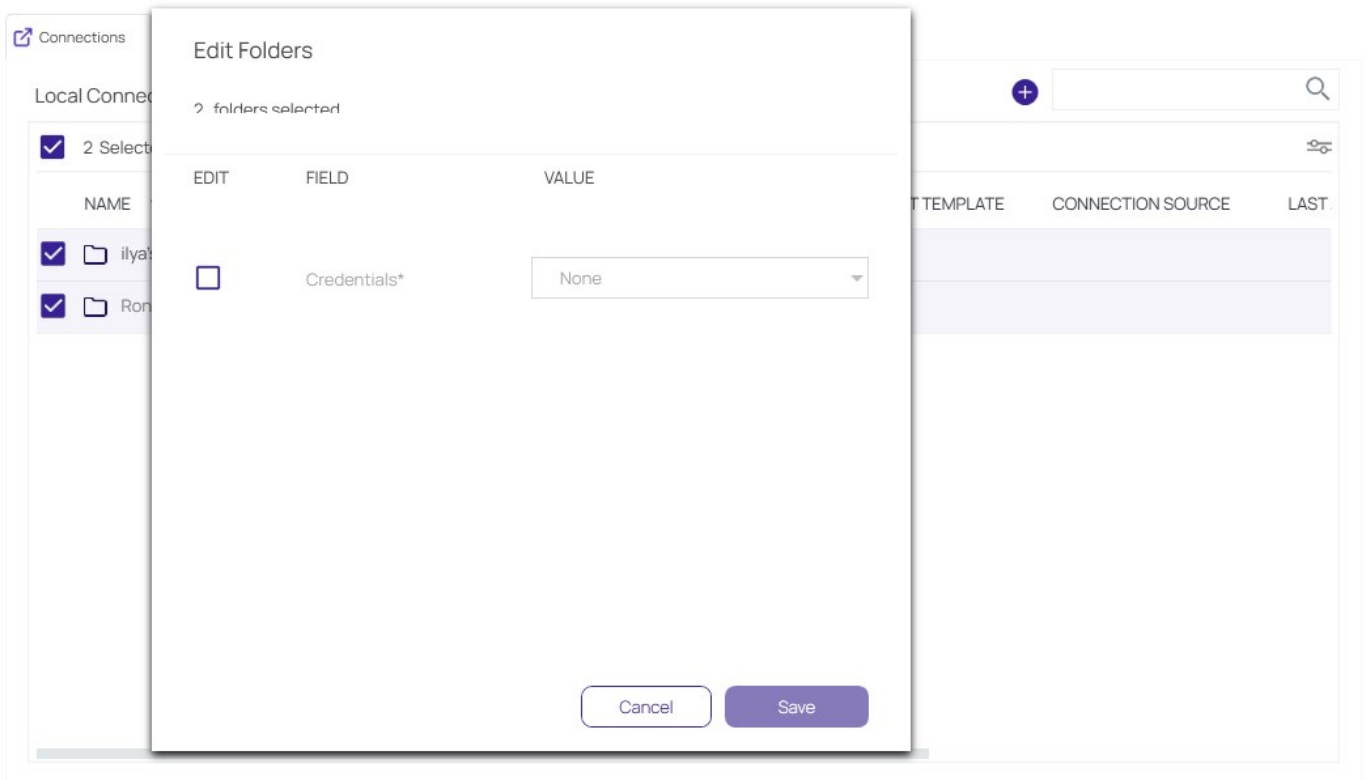 Connections
Edit Folders
Local Connec
2 folders selected
2 Select
EDIT FIELD VALUE
NAME T TEMPLATE CONNECTION SOURCE LAST
ilya's
Credentials* None
Ron
Cancel Save